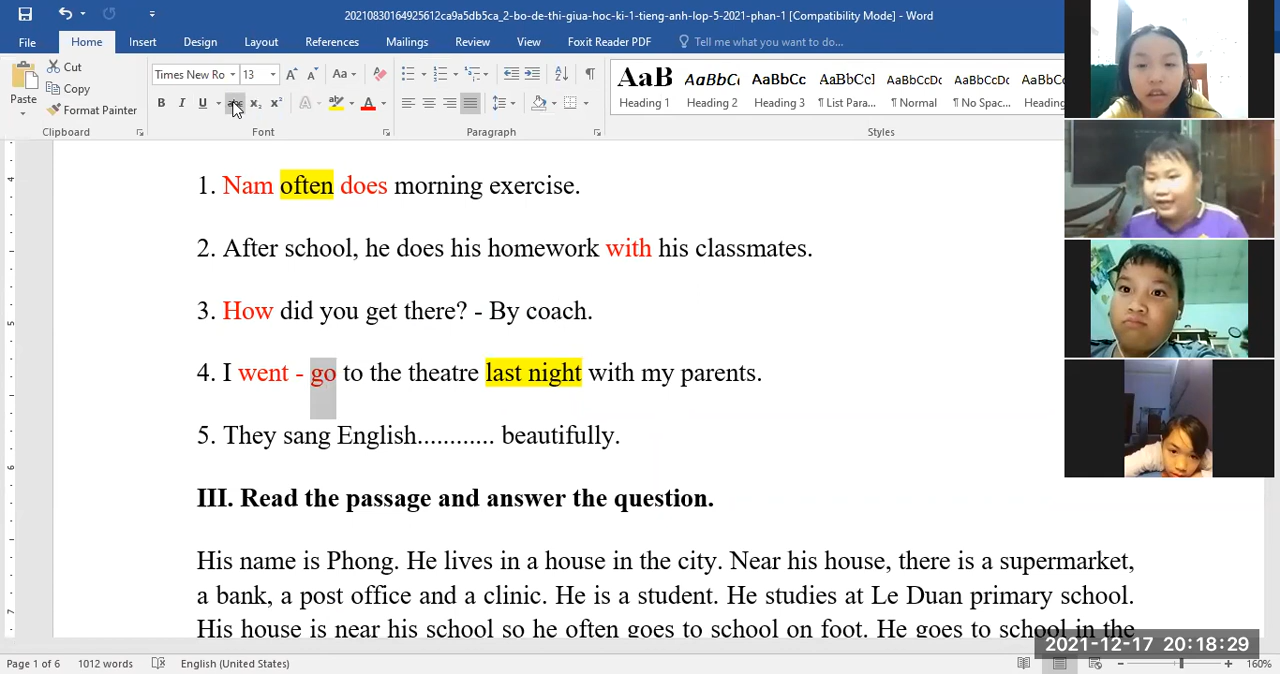 20210830164925612ca9a5db5ca_2-bo-de-thi-giua-hoc-ki-1-tieng-anh-lop-5-2021-phan-1 [Compatibility Mode] - Word
File Home Insert Design Layout References Mailings Review View Foxit Reader PDF Tell me what you want to do...
Paste Cut Copy Format Painter
Times New Ro 13 Aa
AaB AaBbC AaBbCc AaBbCcI AaBbCcDc AaBbCcDc
Heading 1 Heading 2 Heading 3 ¶ List Para... ¶ Normal ¶ No Spac...
Clipboard Font Paragraph Styles
1. Nam often does morning exercise.
2. After school, he does his homework with his classmates.
3. How did you get there? - By coach.
4. I went - go to the theatre last night with my parents.
5. They sang English............ beautifully.
III. Read the passage and answer the question.
His name is Phong. He lives in a house in the city. Near his house, there is a supermarket,
a bank, a post office and a clinic. He is a student. He studies at Le Duan primary school.
His house is near his school so he often goes to school on foot. He goes to school in the
2021-12-17 20:18:29
Page 1 of 6 1012 words English (United States) 160%